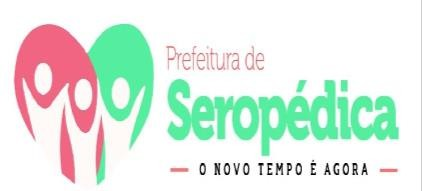 Prefeitura de
Seropédica
O NOVO TEMPO É AGORA